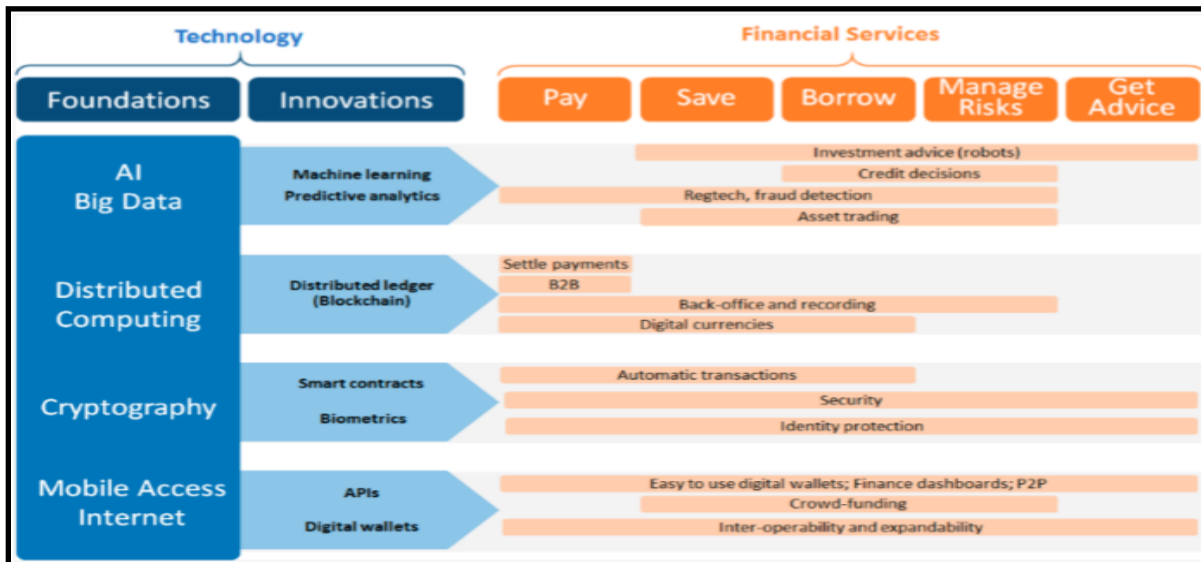 Technology
Financial Services
Foundations
Innovations
Pay
Save
Borrow
Manage
Risks
Get
Advice
AI
Big Data
Machine learning
Predictive analytics
Investment advice (robots)
Credit decisions
Regtech, fraud detection
Asset trading
Distributed
Computing
Distributed ledger
(Blockchain)
Settle payments
B2B
Back-office and recording
Digital currencies
Cryptography
Smart contracts
Biometrics
Automatic transactions
Security
Identity protection
Mobile Access
Internet
APIs
Digital wallets
Easy to use digital wallets; Finance dashboards; P2P
Crowd-funding
Inter-operability and expandability